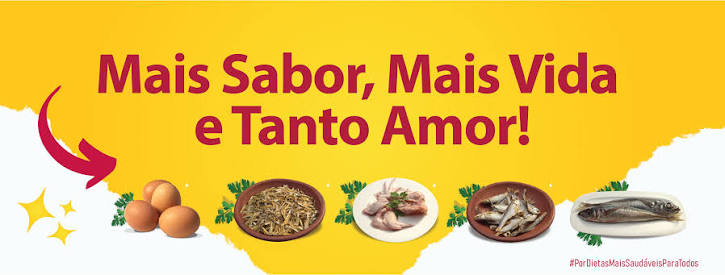 Mais Sabor, Mais Vida
e Tanto Amor!
#PorDietasMaisSaudáveisParaTodos